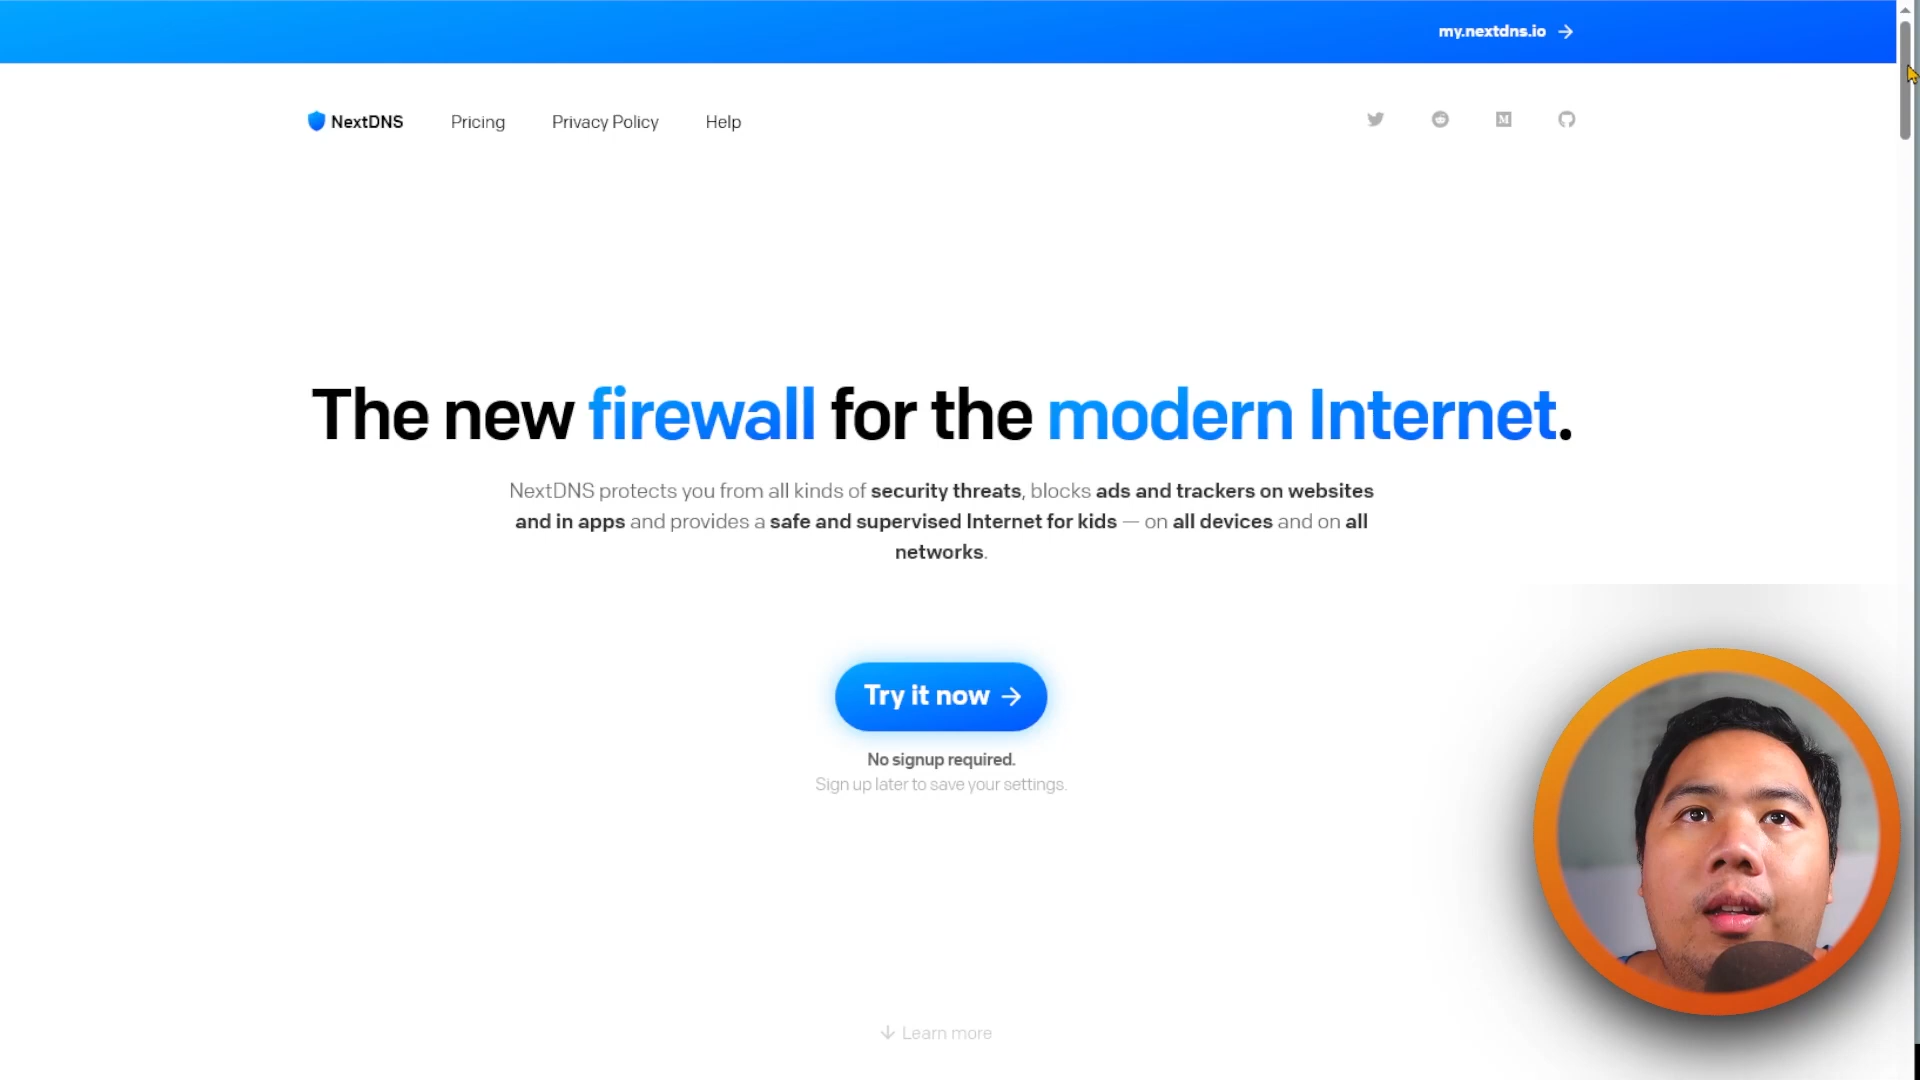 my.nextdns.io
NextDNS Pricing Privacy Policy Help
The new firewall for the modern Internet.
NextDNS protects you from all kinds of security threats, blocks ads and trackers on websites
and in apps and provides a safe and supervised Internet for kids — on all devices and on all
networks.
Try it now
No signup required.
Sign up later to save your settings.
Learn more